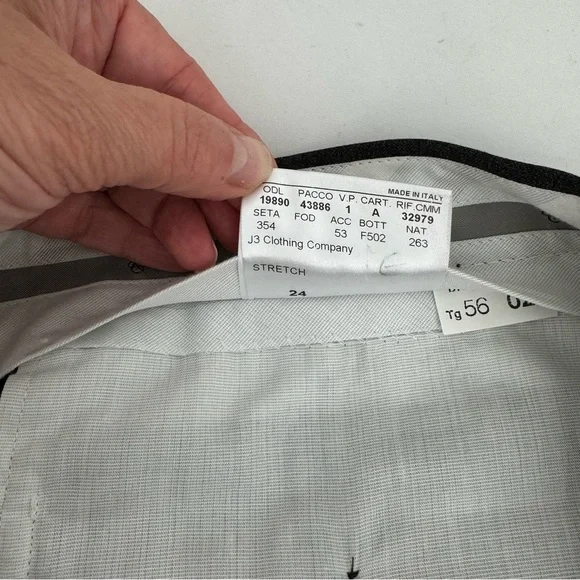 MADE IN ITALY
ODL PACCO V.P. CART. RIF.CMM
19890 43886 1 A 32979
SETA FOD ACC BOTT NAT
354 53 F502 263
J3 Clothing Company
STRETCH
24
Tg 56